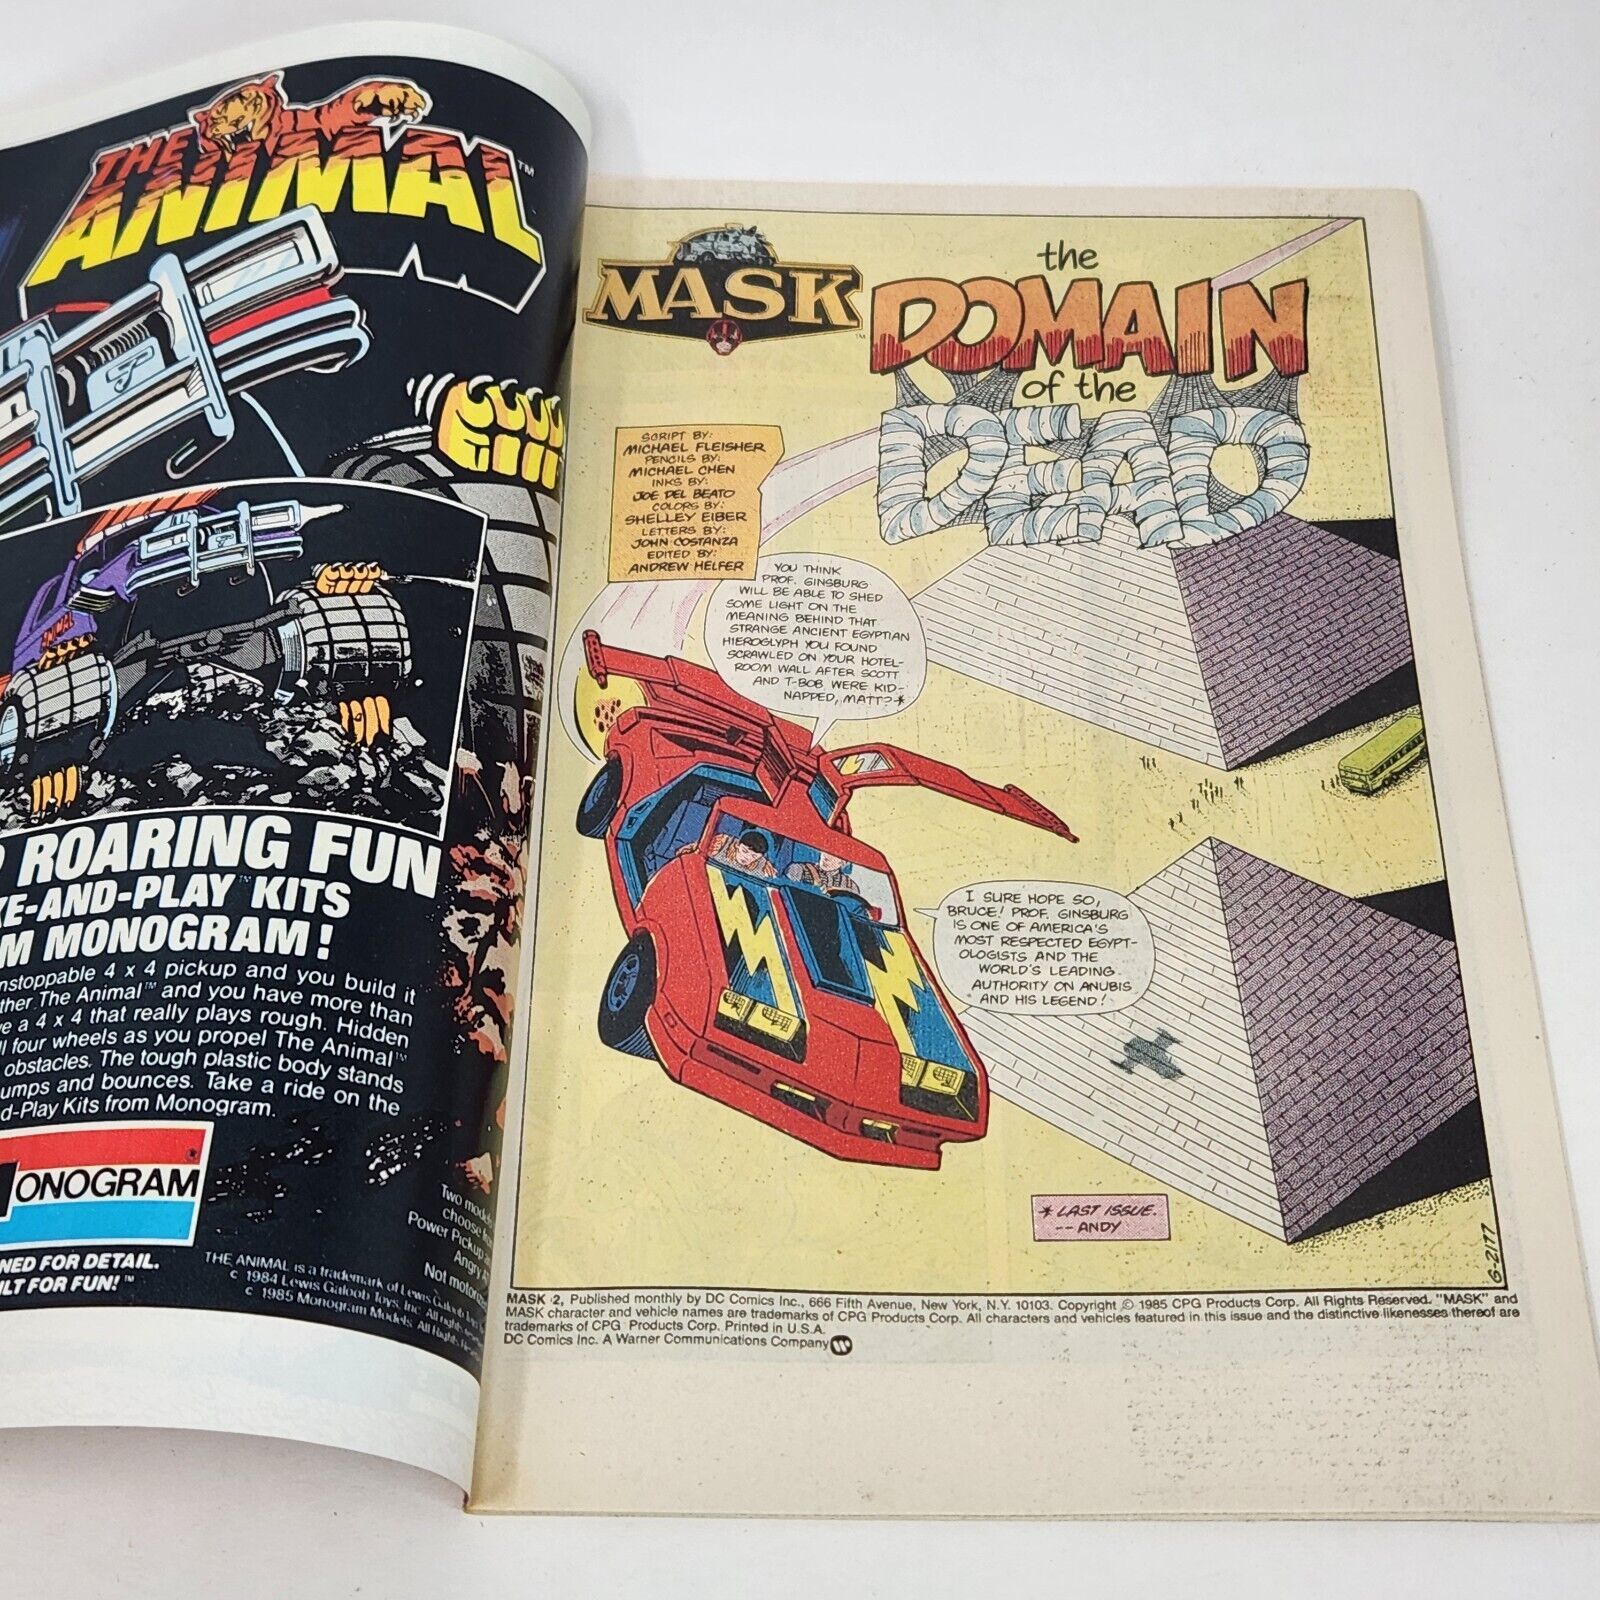 THE
ANIMAL™
ANIMAL
ROARING FUN
KE-AND-PLAY™ KITS
M MONOGRAM!
nstoppable 4 x 4 pickup and you build it
ther The Animal™ and you have more than
ve a 4 x 4 that really plays rough. Hidden
ll four wheels as you propel The Animal™
obstacles. The tough plastic body stands
umps and bounces. Take a ride on the
d-Play Kits from Monogram.
ONOGRAM
NED FOR DETAIL.
ILT FOR FUN!™
Two models
choose from
Power Pickup
Angry
Not motorized
THE ANIMAL is a trademark of Lewis Galoob
c 1984 Lewis Galoob Toys, Inc. All rights
c 1985 Monogram Models. All Rights
MASK™
the
DOMAIN
of the
DEAD
SCRIPT BY:
MICHAEL FLEISHER
PENCILS BY:
MICHAEL CHEN
INKS BY:
JOE DEL BEATO
COLORS BY:
SHELLEY EIBER
LETTERS BY:
JOHN COSTANZA
EDITED BY:
ANDREW HELFER
YOU THINK
PROF. GINSBURG
WILL BE ABLE TO SHED
SOME LIGHT ON THE
MEANING BEHIND THAT
STRANGE ANCIENT EGYPTIAN
HIEROGLYPH YOU FOUND
SCRAWLED ON YOUR HOTEL-
ROOM WALL AFTER SCOTT
AND T-BOB WERE KID-
NAPPED, MATT?*
I SURE HOPE SO,
BRUCE! PROF. GINSBURG
IS ONE OF AMERICA'S
MOST RESPECTED EGYPT-
OLOGISTS AND THE
WORLD'S LEADING
AUTHORITY ON ANUBIS
AND HIS LEGEND!
* LAST ISSUE.
-- ANDY
G-2177
MASK 2, Published monthly by DC Comics Inc., 666 Fifth Avenue, New York, N.Y. 10103. Copyright © 1985 CPG Products Corp. All Rights Reserved. "MASK" and
MASK character and vehicle names are trademarks of CPG Products Corp. All characters and vehicles featured in this issue and the distinctive likenesses thereof are
trademarks of CPG Products Corp. Printed in U.S.A.
DC Comics Inc. A Warner Communications Company